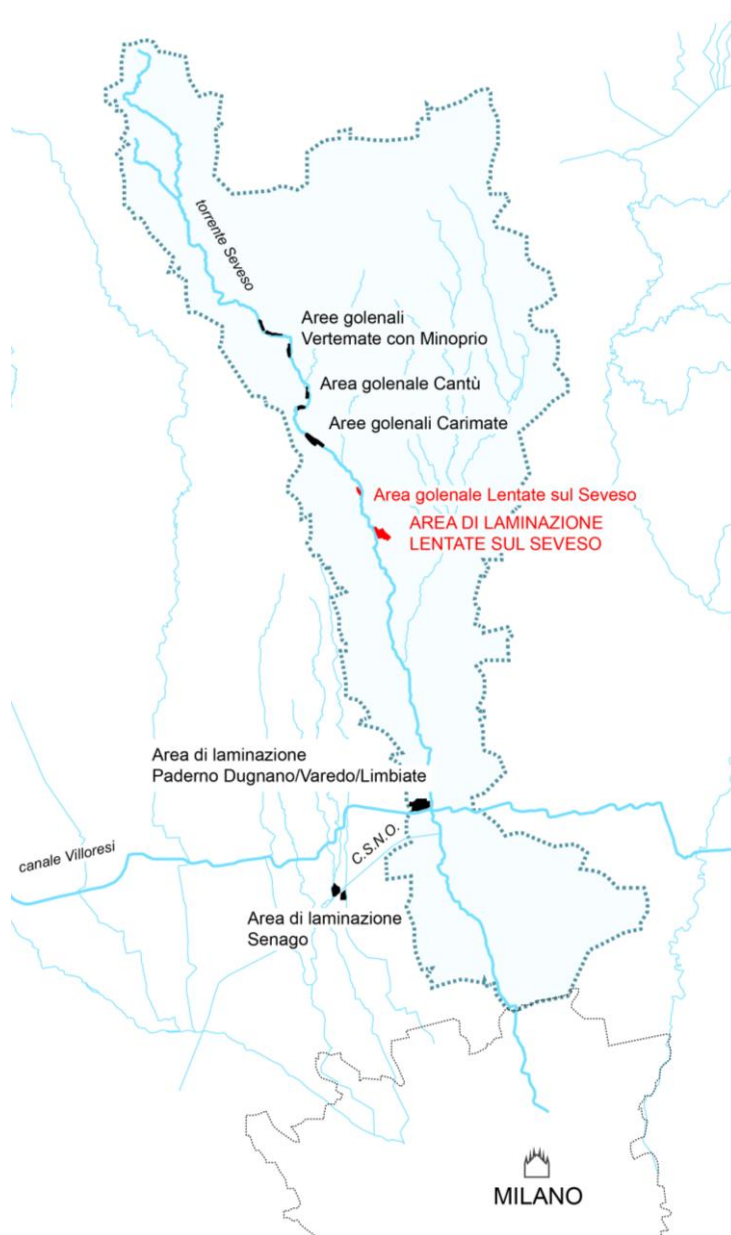 torrente Seveso
Aree golenali
Vertemate con Minoprio
Area golenale Cantù
Aree golenali Carimate
Area golenale Lentate sul Seveso
AREA DI LAMINAZIONE
LENTATE SUL SEVESO
Area di laminazione
Paderno Dugnano/Varedo/Limbiate
C.S.N.O.
canale Villoresi
Area di laminazione
Senago
MILANO